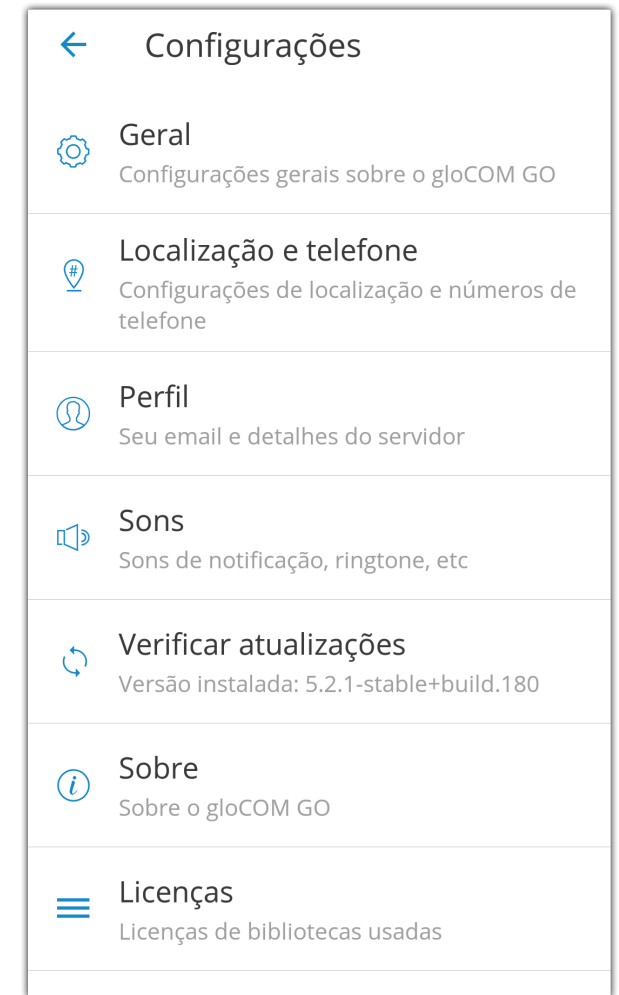 Configurações
Geral
Configurações gerais sobre o gloCOM GO
#
Localização e telefone
Configurações de localização e números de
telefone
Perfil
Seu email e detalhes do servidor
Sons
Sons de notificação, ringtone, etc
Verificar atualizações
Versão instalada: 5.2.1-stable+build.180
i
Sobre
Sobre o gloCOM GO
Licenças
Licenças de bibliotecas usadas